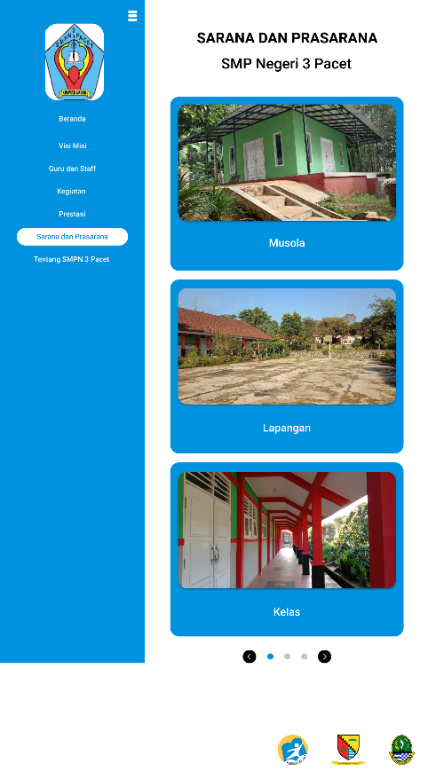 Beranda
Visi Misi
Guru dan Staff
Kegiatan
Prestasi
Sarana dan Prasarana
Tentang SMPN 3 Pacet
SARANA DAN PRASARANA
SMP Negeri 3 Pacet
Musola
Lapangan
Kelas